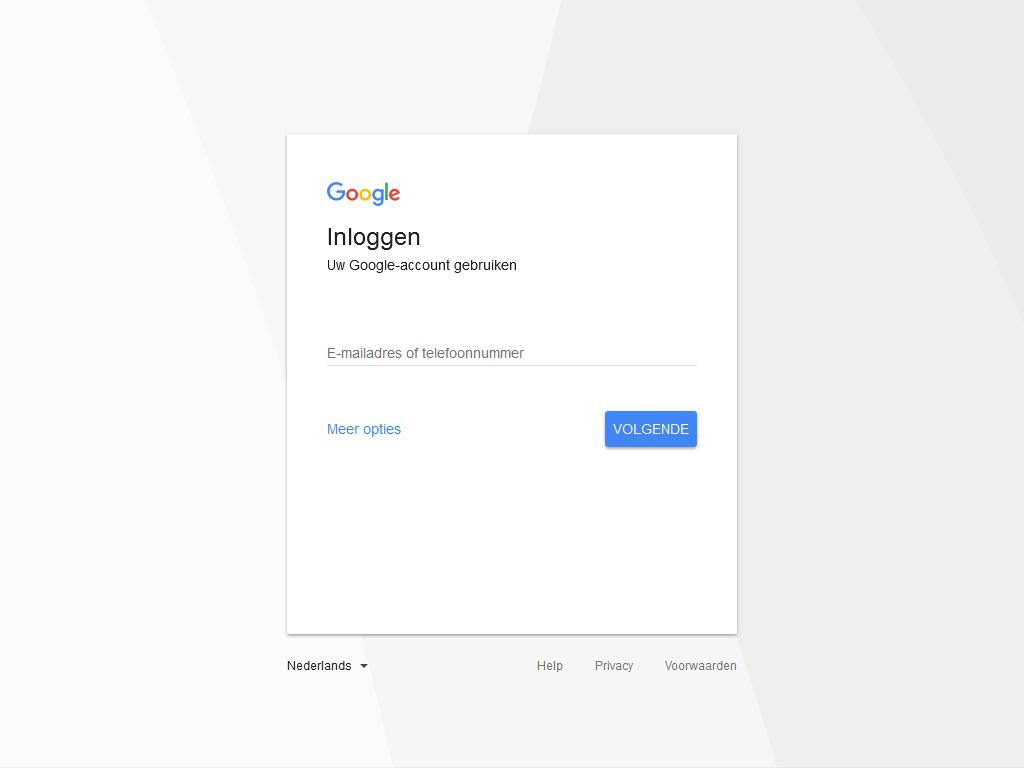 Google
Inloggen
Uw Google-account gebruiken
E-mailadres of telefoonnummer
Meer opties
VOLGENDE
Nederlands
Help
Privacy
Voorwaarden